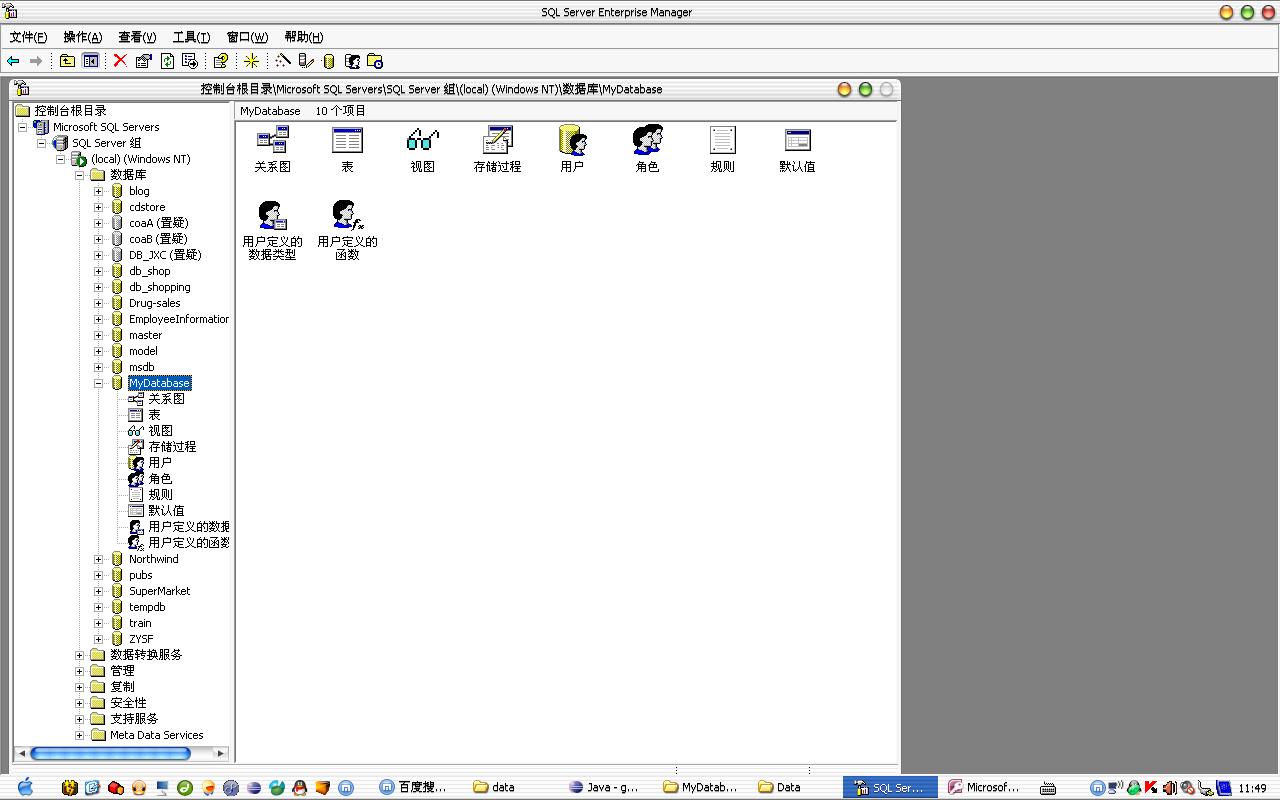 SQL Server Enterprise Manager
文件(F) 操作(A) 查看(V) 工具(T) 窗口(W) 帮助(H)
控制台根目录\Microsoft SQL Servers\SQL Server 组\(local) (Windows NT)\数据库\MyDatabase
控制台根目录
Microsoft SQL Servers
SQL Server 组
(local) (Windows NT)
数据库
blog
cdstore
coaA (置疑)
coaB (置疑)
DB_JXC (置疑)
db_shop
db_shopping
Drug-sales
EmployeeInformation
master
model
msdb
MyDatabase
关系图
表
视图
存储过程
用户
角色
规则
默认值
用户定义的数据
用户定义的函数
Northwind
pubs
SuperMarket
tempdb
train
ZYSF
数据转换服务
管理
复制
安全性
支持服务
Meta Data Services
MyDatabase 10 个项目
关系图 表 视图 存储过程 用户 角色 规则 默认值
用户定义的 用户定义的
数据类型 函数
百度搜... data Java - g... MyDatab... Data SQL Ser... Microsof... 11:49